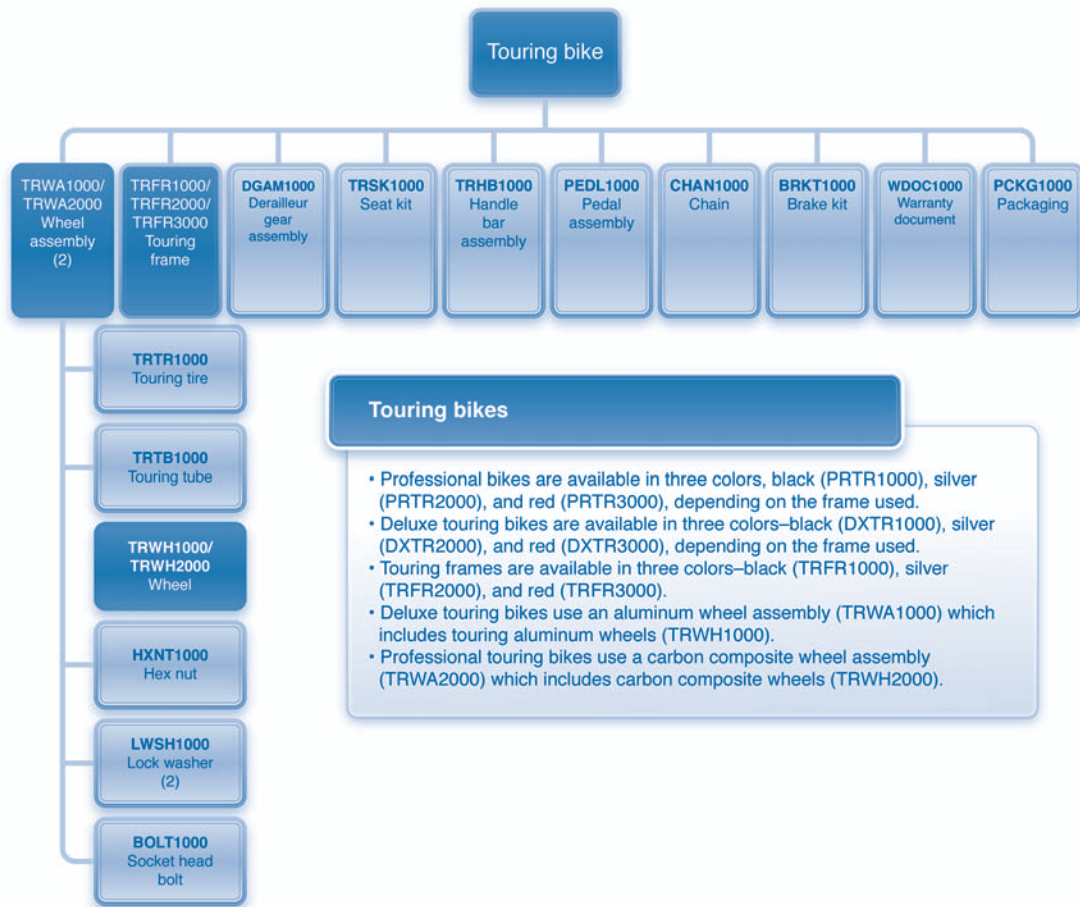 Touring bike
TRWA1000/
TRWA2000
Wheel
assembly
(2)
TRFR1000/
TRFR2000/
TRFR3000
Touring
frame
DGAM1000
Derailleur
gear
assembly
TRSK1000
Seat kit
TRHB1000
Handle
bar
assembly
PEDL1000
Pedal
assembly
CHAN1000
Chain
BRKT1000
Brake kit
WDOC1000
Warranty
document
PCKG1000
Packaging
TRTR1000
Touring tire
TRTB1000
Touring tube
TRWH1000/
TRWH2000
Wheel
HXNT1000
Hex nut
LWSH1000
Lock washer
(2)
BOLT1000
Socket head
bolt
Touring bikes
• Professional bikes are available in three colors, black (PRTR1000), silver
(PRTR2000), and red (PRTR3000), depending on the frame used.
• Deluxe touring bikes are available in three colors–black (DXTR1000), silver
(DXTR2000), and red (DXTR3000), depending on the frame used.
• Touring frames are available in three colors–black (TRFR1000), silver
(TRFR2000), and red (TRFR3000).
• Deluxe touring bikes use an aluminum wheel assembly (TRWA1000) which
includes touring aluminum wheels (TRWH1000).
• Professional touring bikes use a carbon composite wheel assembly
(TRWA2000) which includes carbon composite wheels (TRWH2000).